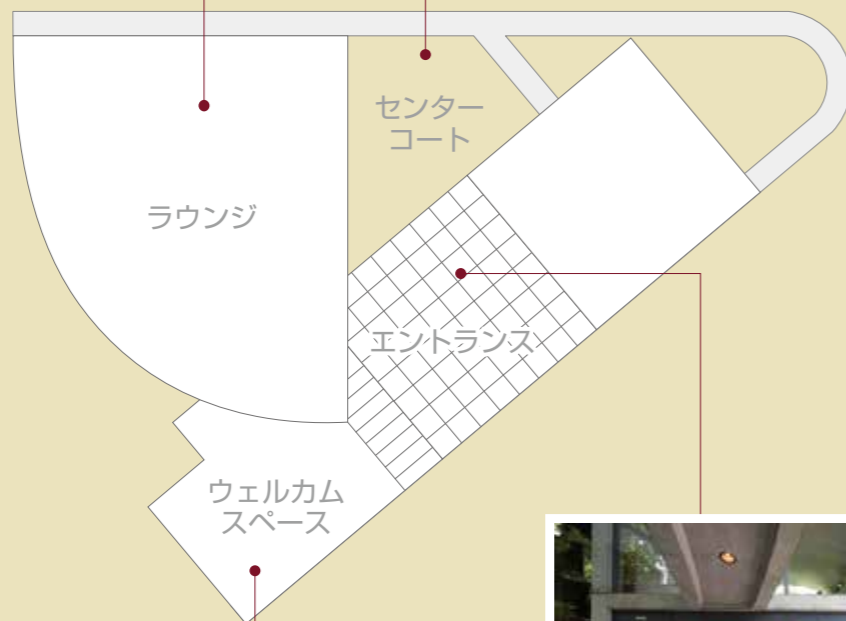 センター
コート
ラウンジ
エントランス
ウェルカム
スペース